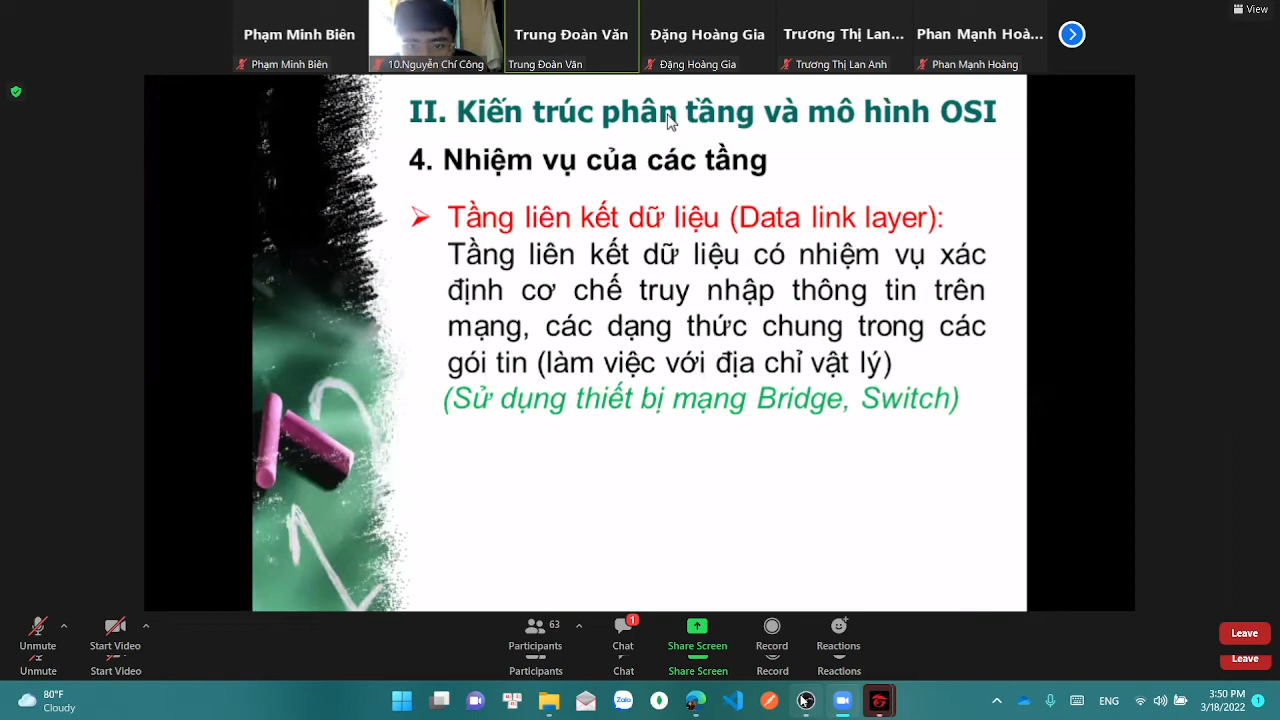 View
Phạm Minh Biên
Trung Đoàn Văn
Đặng Hoàng Gia
Trương Thị Lan...
Phan Mạnh Hoà...
Phạm Minh Biên
10.Nguyễn Chí Công
Trung Đoàn Văn
Đặng Hoàng Gia
Trương Thị Lan Anh
Phan Mạnh Hoàng
II. Kiến trúc phân tầng và mô hình OSI
4. Nhiệm vụ của các tầng
Tầng liên kết dữ liệu (Data link layer):
Tầng liên kết dữ liệu có nhiệm vụ xác
định cơ chế truy nhập thông tin trên
mạng, các dạng thức chung trong các
gói tin (làm việc với địa chỉ vật lý)
(Sử dụng thiết bị mạng Bridge, Switch)
63
1
Unmute
Start Video
Participants
Chat
Share Screen
Record
Reactions
Leave
Unmute
Start Video
Participants
Chat
Share Screen
Record
Reactions
Leave
80°F
Cloudy
Zalo
ENG
3:50 PM
3/18/2022
1